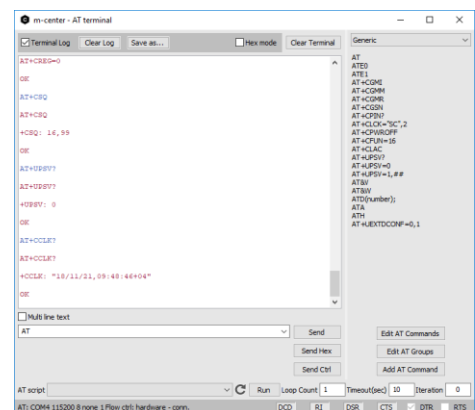 m-center - AT terminal
Terminal Log Clear Log Save as... Hex mode Clear Terminal
AT+CREG=0
OK
AT+CSQ
AT+CSQ
+CSQ: 16,99
OK
AT+UPSV?
AT+UPSV?
+UPSV: 0
OK
AT+CCLK?
AT+CCLK?
+CCLK: "18/11/21,09:48:46+04"
OK
Multi line text
AT
Send
Send Hex
Send Ctrl
Generic
AT
ATE0
ATE1
AT+CGMI
AT+CGMM
AT+CGMR
AT+CGSN
AT+CPIN?
AT+CLCK="SC",2
AT+CPWROFF
AT+CFUN=16
AT+CLAC
AT+UPSV?
AT+UPSV=0
AT+UPSV=1,##
AT&V
AT&W
ATD(number);
ATA
ATH
AT+UEXTDCONF=0,1
Edit AT Commands
Edit AT Groups
Add AT Command
AT script Run Loop Count 1 Timeout(sec) 10 Iteration 0
AT: COM4 115200 8 none 1 Flow ctrl: hardware - conn. DCD RI DSR CTS DTR RTS